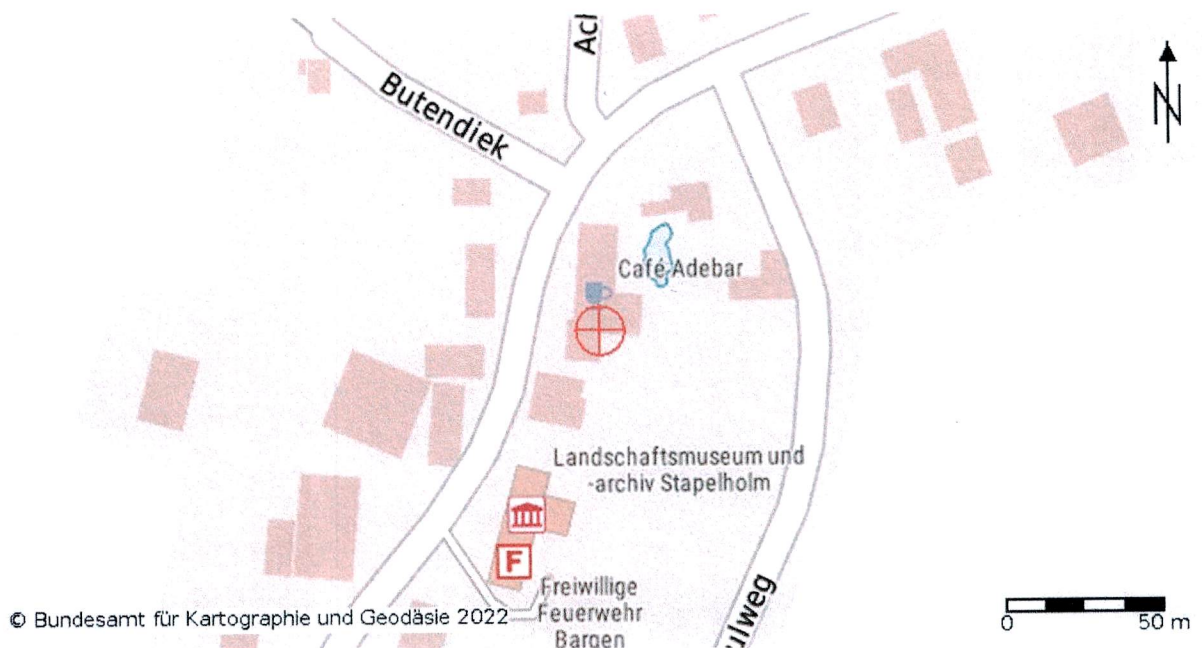 Butendiek
Café Adebar
Landschaftsmuseum und
-archiv Stapelholm
F
Freiwillige
Feuerwehr
Bargen
© Bundesamt für Kartographie und Geodäsie 2022
N
0
50 m